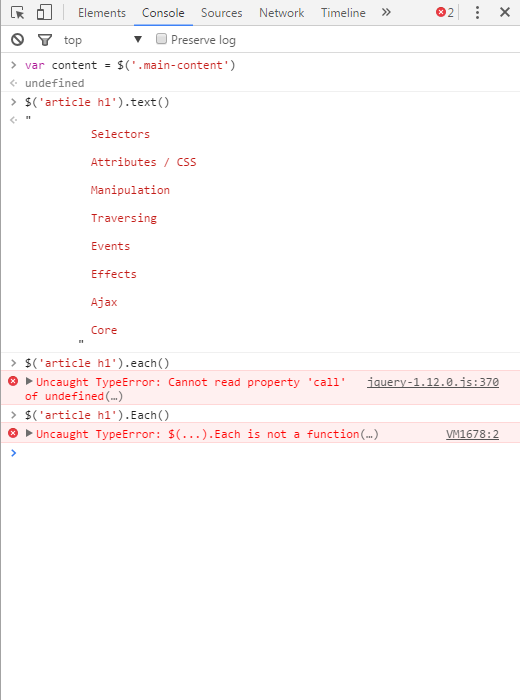 Elements Console Sources Network Timeline » 2
top ▼ Preserve log
> var content = $('.main-content')
undefined
> $('article h1').text()
"
Selectors
Attributes / CSS
Manipulation
Traversing
Events
Effects
Ajax
Core
"
> $('article h1').each()
▶Uncaught TypeError: Cannot read property 'call' jquery-1.12.0.js:370
of undefined(…)
> $('article h1').Each()
▶Uncaught TypeError: $(...).Each is not a function(…) VM1678:2
>